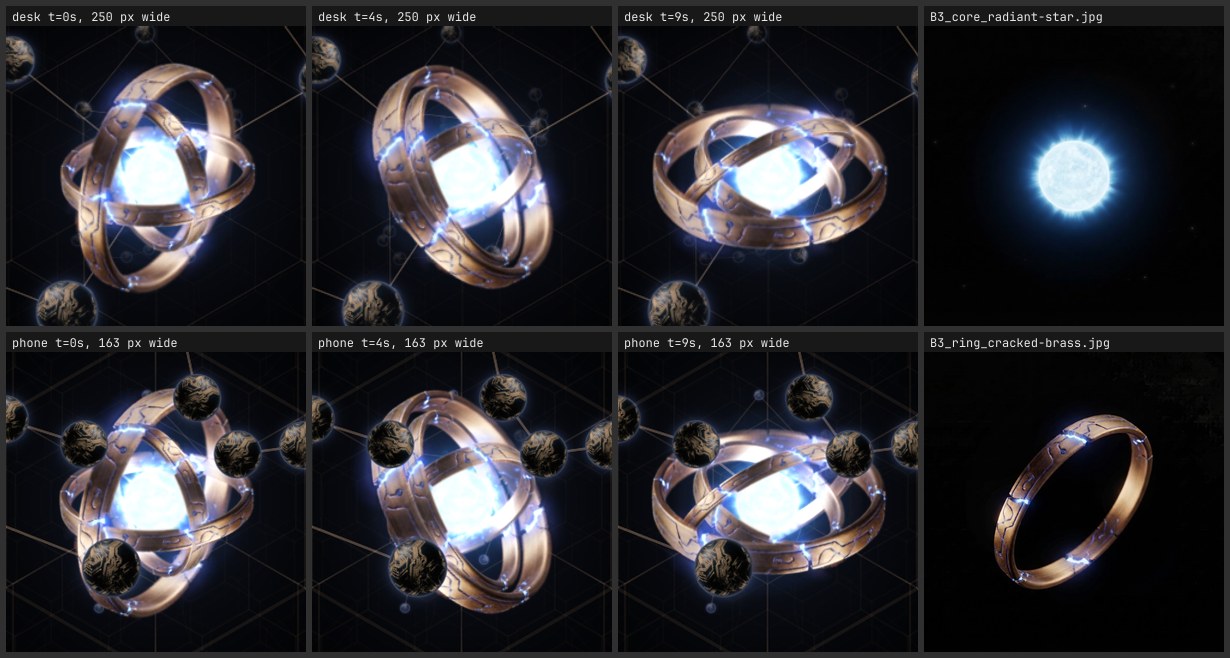 desk t=0s, 250 px wide
desk t=4s, 250 px wide
desk t=9s, 250 px wide
B3_core_radiant-star.jpg
phone t=0s, 163 px wide
phone t=4s, 163 px wide
phone t=9s, 163 px wide
B3_ring_cracked-brass.jpg